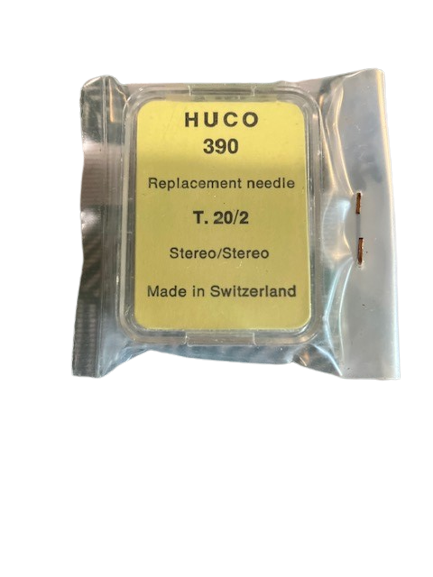 HUCO
390
Replacement needle
T. 20/2
Stereo/Stereo
Made in Switzerland